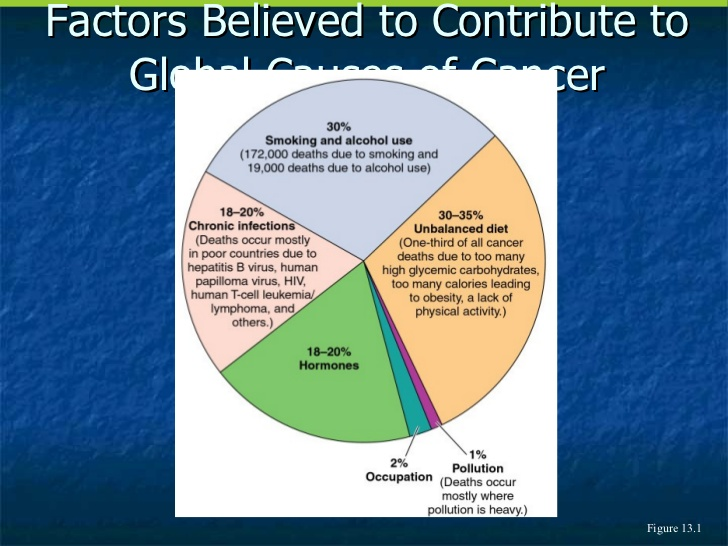 Factors Believed to Contribute to
Global Causes of Cancer
30%
Smoking and alcohol use
(172,000 deaths due to smoking and
19,000 deaths due to alcohol use)
18–20%
Chronic infections
(Deaths occur mostly
in poor countries due to
hepatitis B virus, human
papilloma virus, HIV,
human T-cell leukemia/
lymphoma, and
others.)
30–35%
Unbalanced diet
(One-third of all cancer
deaths due to too many
high glycemic carbohydrates,
too many calories leading
to obesity, a lack of
physical activity.)
18–20%
Hormones
2%
Occupation
1%
Pollution
(Deaths occur
mostly where
pollution is heavy.)
Figure 13.1